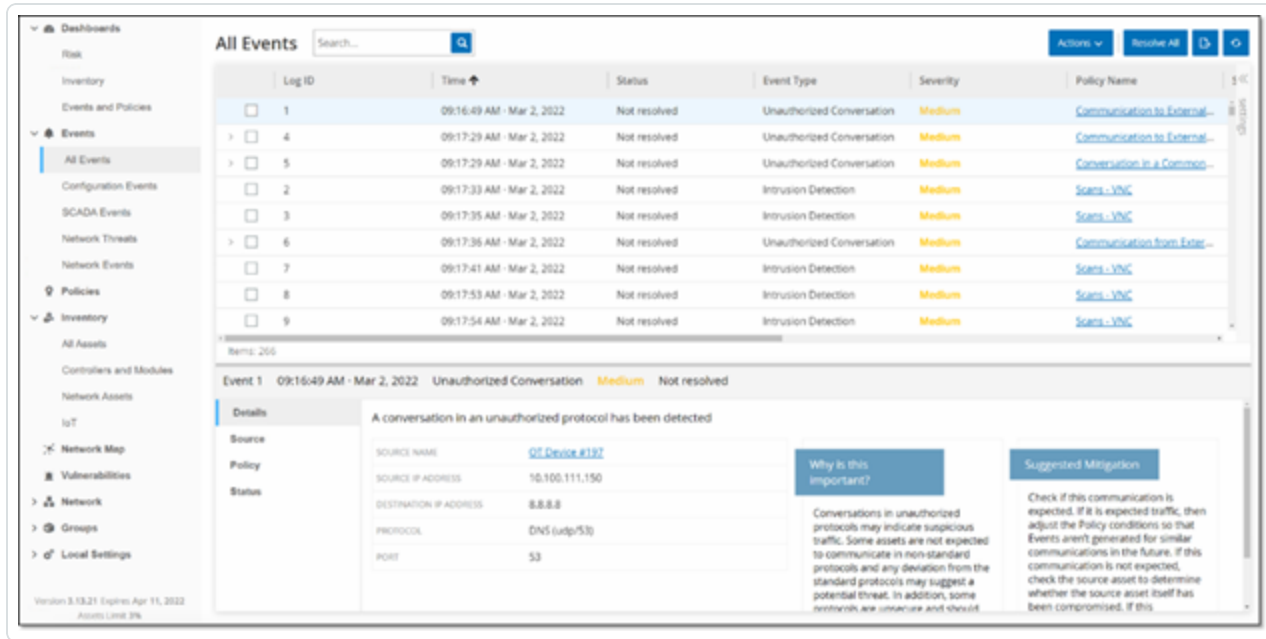 Dashboards
Risk
Inventory
Events and Policies
Events
All Events
Configuration Events
SCADA Events
Network Threats
Network Events
Policies
Inventory
All Assets
Controllers and Modules
Network Assets
IoT
Network Map
Vulnerabilities
Network
Groups
Local Settings
Version 3.13.21 Expires Apr 11, 2022
Assets Limit 3%
All Events Search... Actions Resolve All
Log ID Time Status Event Type Severity Policy Name
Settings
1 09:16:49 AM · Mar 2, 2022 Not resolved Unauthorized Conversation Medium Communication to External...
4 09:17:29 AM · Mar 2, 2022 Not resolved Unauthorized Conversation Medium Communication to External...
5 09:17:29 AM · Mar 2, 2022 Not resolved Unauthorized Conversation Medium Conversation in a Common...
2 09:17:33 AM · Mar 2, 2022 Not resolved Intrusion Detection Medium Scans - VNC
3 09:17:35 AM · Mar 2, 2022 Not resolved Intrusion Detection Medium Scans - VNC
6 09:17:36 AM · Mar 2, 2022 Not resolved Unauthorized Conversation Medium Communication from Exter...
7 09:17:41 AM · Mar 2, 2022 Not resolved Intrusion Detection Medium Scans - VNC
8 09:17:53 AM · Mar 2, 2022 Not resolved Intrusion Detection Medium Scans - VNC
9 09:17:54 AM · Mar 2, 2022 Not resolved Intrusion Detection Medium Scans - VNC
Items: 266
Event 1 09:16:49 AM · Mar 2, 2022 Unauthorized Conversation Medium Not resolved
Details
Source
Policy
Status
A conversation in an unauthorized protocol has been detected
SOURCE NAME OT Device #197
SOURCE IP ADDRESS 10.100.111.150
DESTINATION IP ADDRESS 8.8.8.8
PROTOCOL DNS (udp/53)
PORT 53
Why is this
important?
Conversations in unauthorized
protocols may indicate suspicious
traffic. Some assets are not expected
to communicate in non-standard
protocols and any deviation from the
standard protocols may suggest a
potential threat. In addition, some
protocols are unsecure and should
Suggested Mitigation
Check if this communication is
expected. If it is expected traffic, then
adjust the Policy conditions so that
Events aren't generated for similar
communications in the future. If this
communication is not expected,
check the source asset to determine
whether the source asset itself has
been compromised. If this